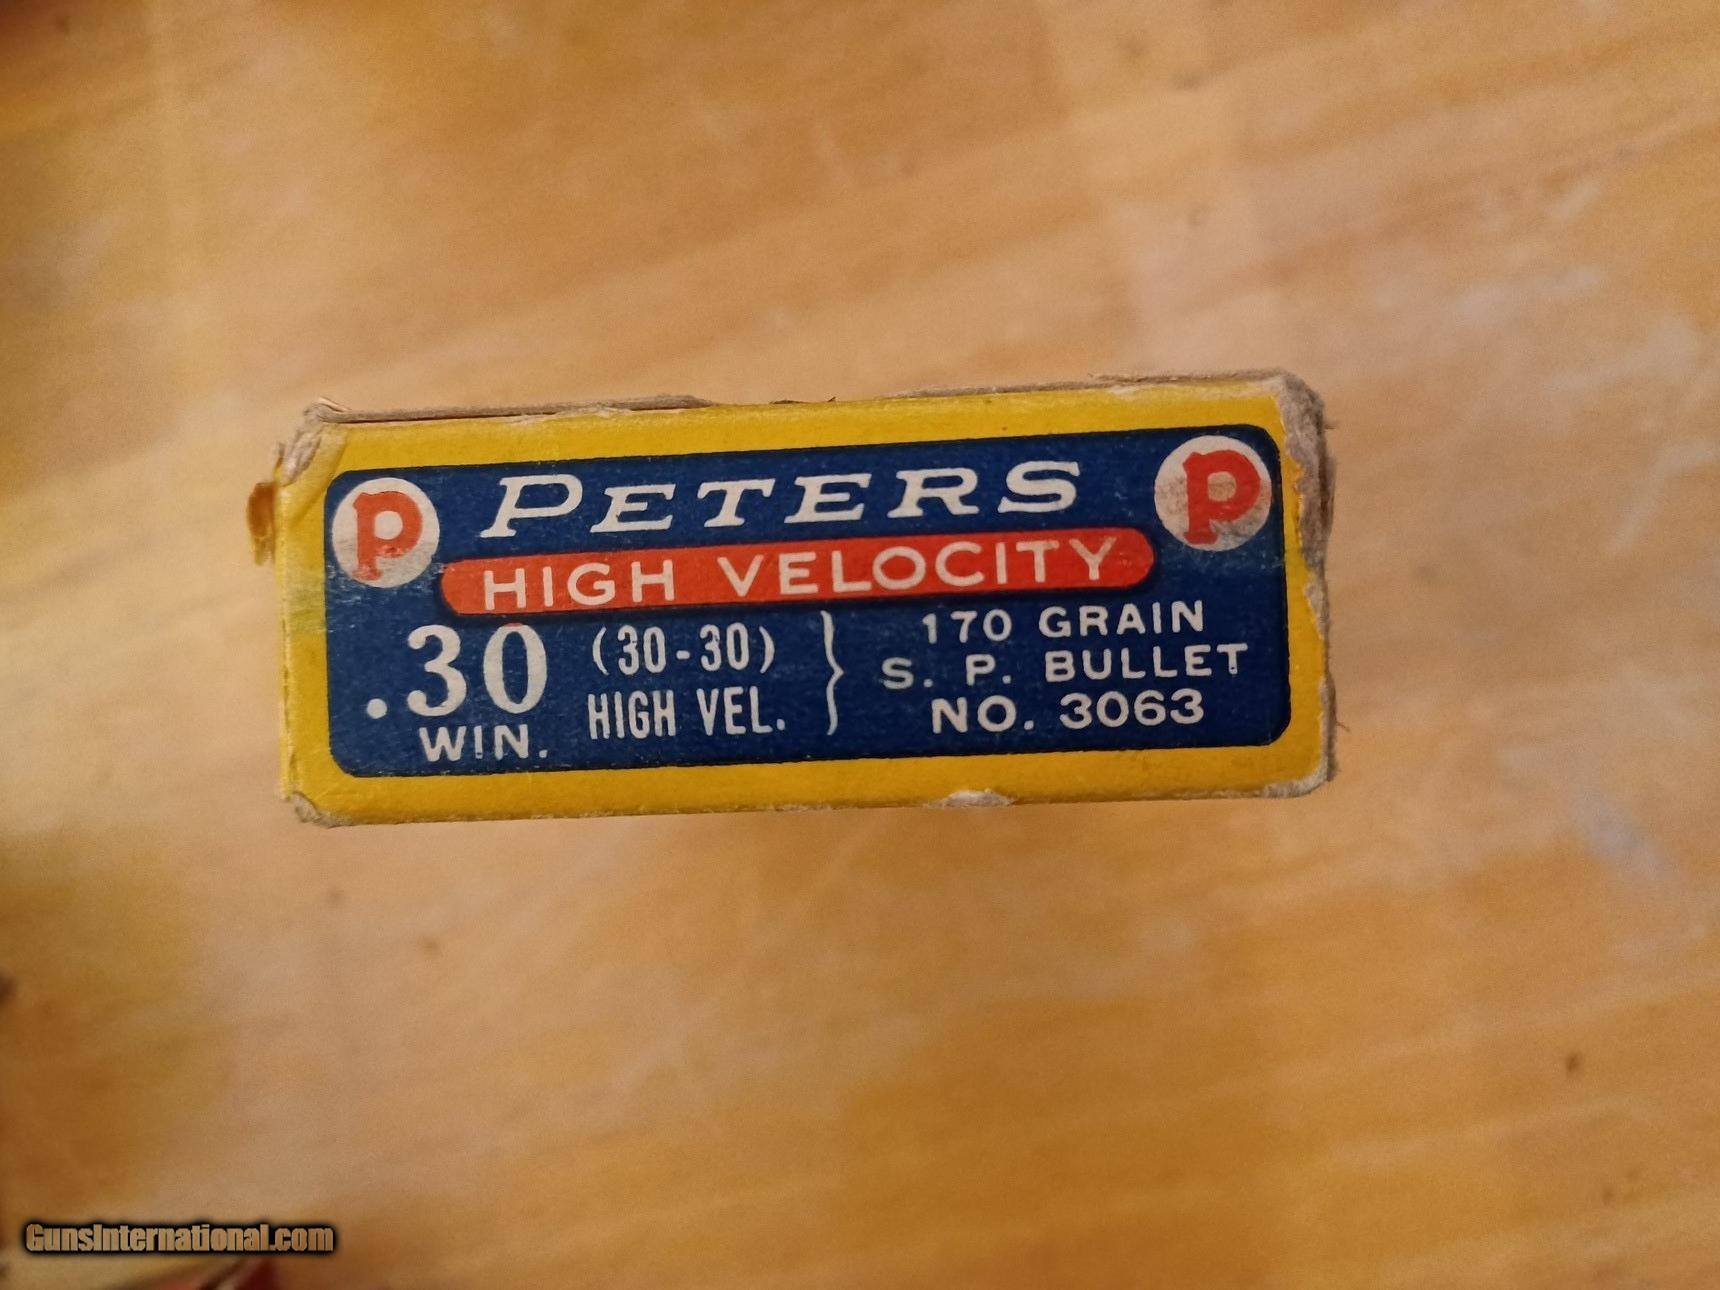 P PETERS P
HIGH VELOCITY
.30 WIN.
(30-30)
HIGH VEL. }
170 GRAIN
S. P. BULLET
NO. 3063
GunsInternational.com